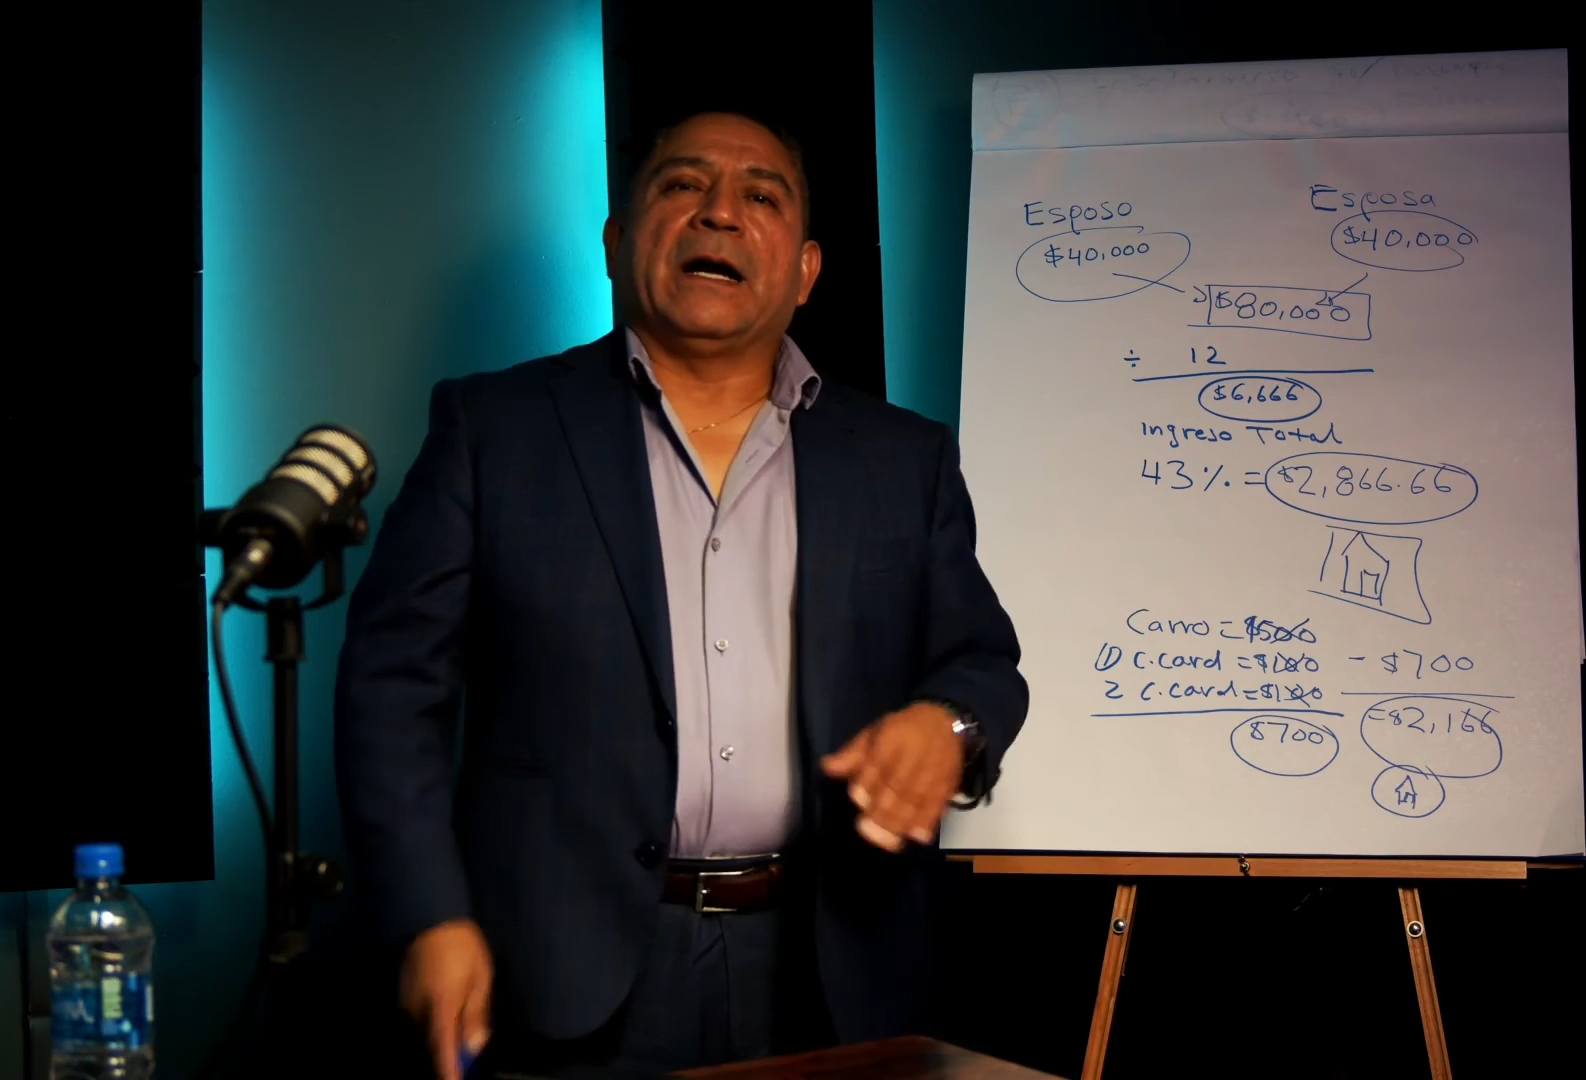 Esposo Esposa
$40,000 $40,000
$80,000
÷ 12
$6,666
Ingreso Total
43% = $2,866.66
Carro = $500
1 c.card = $100 - $700
2 c.card = $100
$700 = $2,166